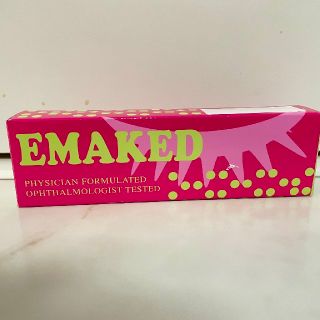 EMAKED
PHYSICIAN FORMULATED
OPHTHALMOLOGIST TESTED